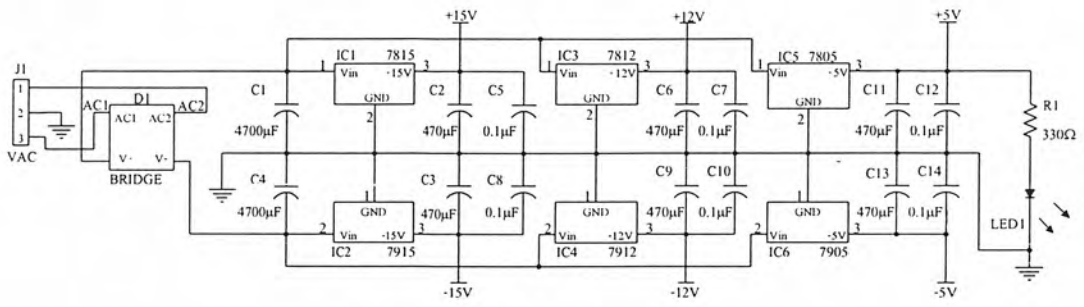 +15V +12V +5V
IC1 7815 IC3 7812 IC5 7805
J1
1 Vin -15V 3 1 Vin -12V 3 1 Vin -5V 3
1 D1 C1 GND C2 C5 GND C6 C7 GND C11 C12
AC1 AC1 AC2 AC2 R1
2 2 2 2
3 4700μF 470μF 0.1μF 470μF 0.1μF 470μF 0.1μF 330Ω
VAC
V- V-
BRIDGE C4 C3 C8 C9 C10 C13 C14
4700μF 1 GND 470μF 0.1μF 1 GND 470μF 0.1μF 1 GND 470μF 0.1μF LED1
2 Vin -15V 3 2 Vin -12V 3 2 Vin -5V 3
IC2 7915 IC4 7912 IC6 7905
-15V -12V -5V